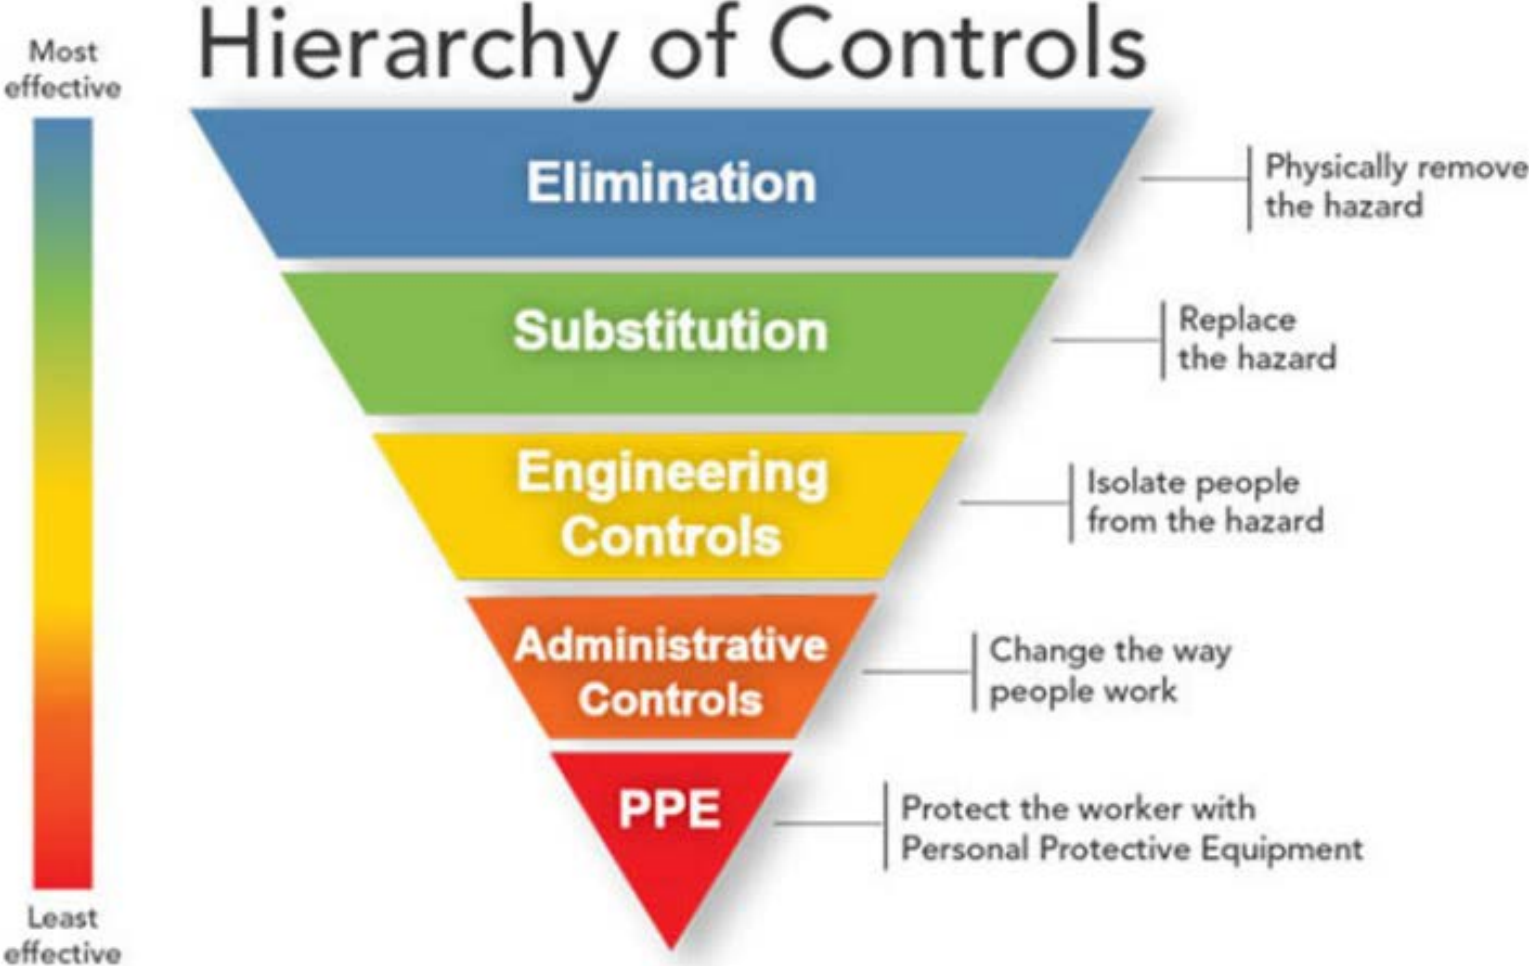 Hierarchy of Controls
Most
effective
Elimination
Physically remove
the hazard
Substitution
Replace
the hazard
Engineering
Controls
Isolate people
from the hazard
Administrative
Controls
Change the way
people work
PPE
Protect the worker with
Personal Protective Equipment
Least
effective